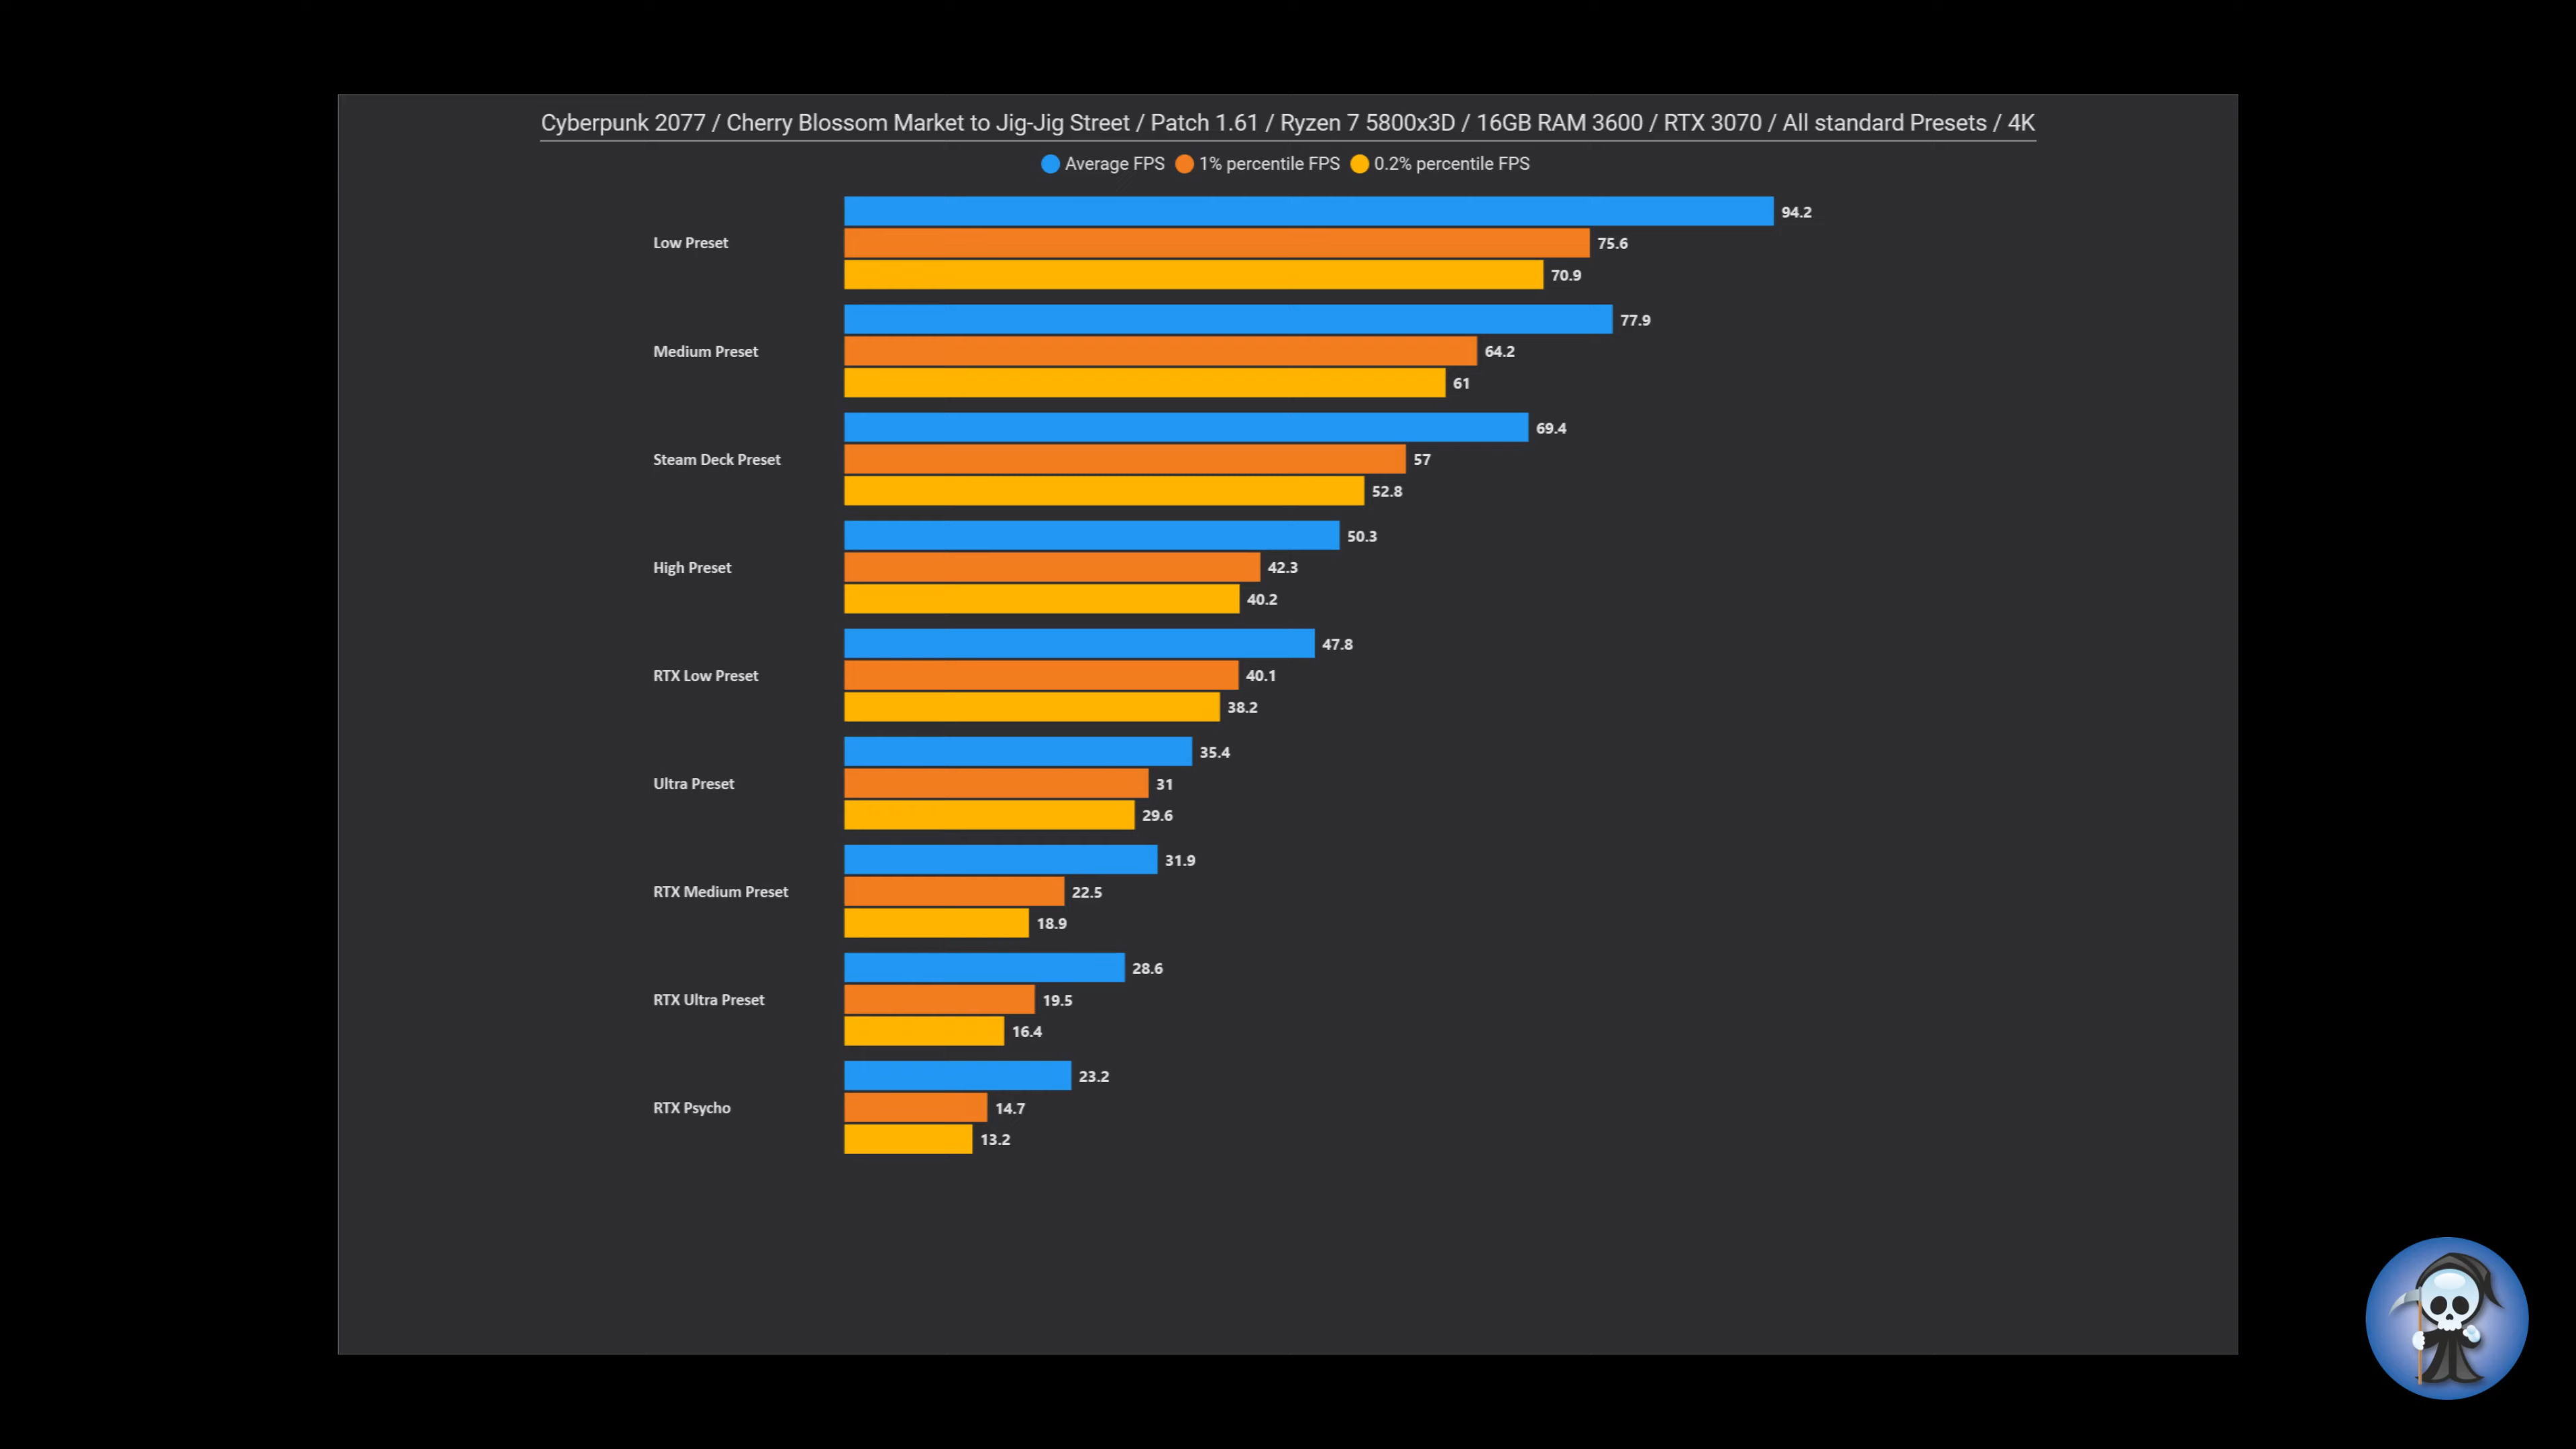 Cyberpunk 2077 / Cherry Blossom Market to Jig-Jig Street / Patch 1.61 / Ryzen 7 5800x3D / 16GB RAM 3600 / RTX 3070 / All standard Presets / 4K
Average FPS 1% percentile FPS 0.2% percentile FPS
94.2
Low Preset 75.6
70.9
77.9
Medium Preset 64.2
61
69.4
Steam Deck Preset 57
52.8
50.3
High Preset 42.3
40.2
47.8
RTX Low Preset 40.1
38.2
35.4
Ultra Preset 31
29.6
31.9
RTX Medium Preset 22.5
18.9
28.6
RTX Ultra Preset 19.5
16.4
23.2
RTX Psycho 14.7
13.2